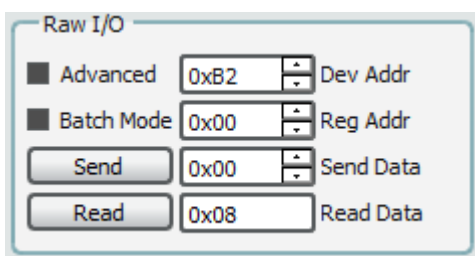 Raw I/O
Advanced 0xB2 Dev Addr
Batch Mode 0x00 Reg Addr
Send 0x00 Send Data
Read 0x08 Read Data